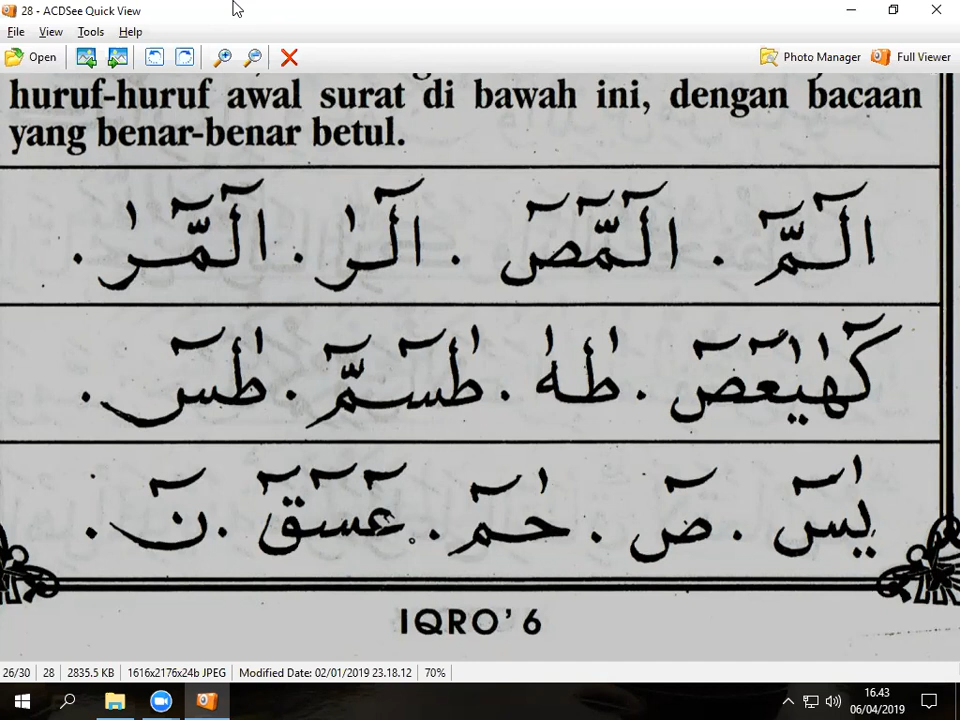 28 - ACDSee Quick View
File View Tools Help
Open Photo Manager Full Viewer
huruf-huruf awal surat di bawah ini, dengan bacaan
yang benar-benar betul.
الٓمّٓ . الٓمّٓصٓ . الٓرٰ . الٓمّٓرٰ .
كٓهٰيٰعٓصٓ . طٰهٰ . طٰسٓمّٓ . طٰسٓ .
يٰسٓ . صٓ . حٰمٓ . عٓسٓقٓ . نٓ .
IQRO' 6
26/30 28 2835.5 KB 1616x2176x24b JPEG Modified Date: 02/01/2019 23.18.12 70%
16.43
06/04/2019